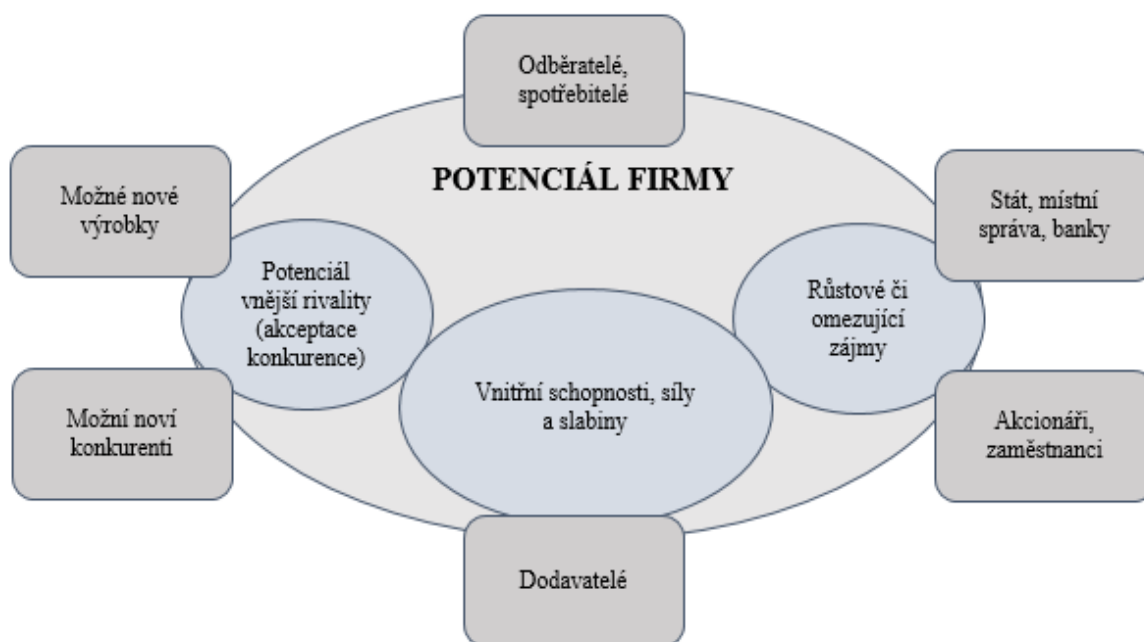 Odběratelé,
spotřebitelé
POTENCIÁL FIRMY
Možné nové
výrobky
Stát, místní
správa, banky
Potenciál
vnější rivality
(akceptace
konkurence)
Růstové či
omezující
zájmy
Vnitřní schopnosti, síly
a slabiny
Možní noví
konkurenti
Akcionáři,
zaměstnanci
Dodavatelé